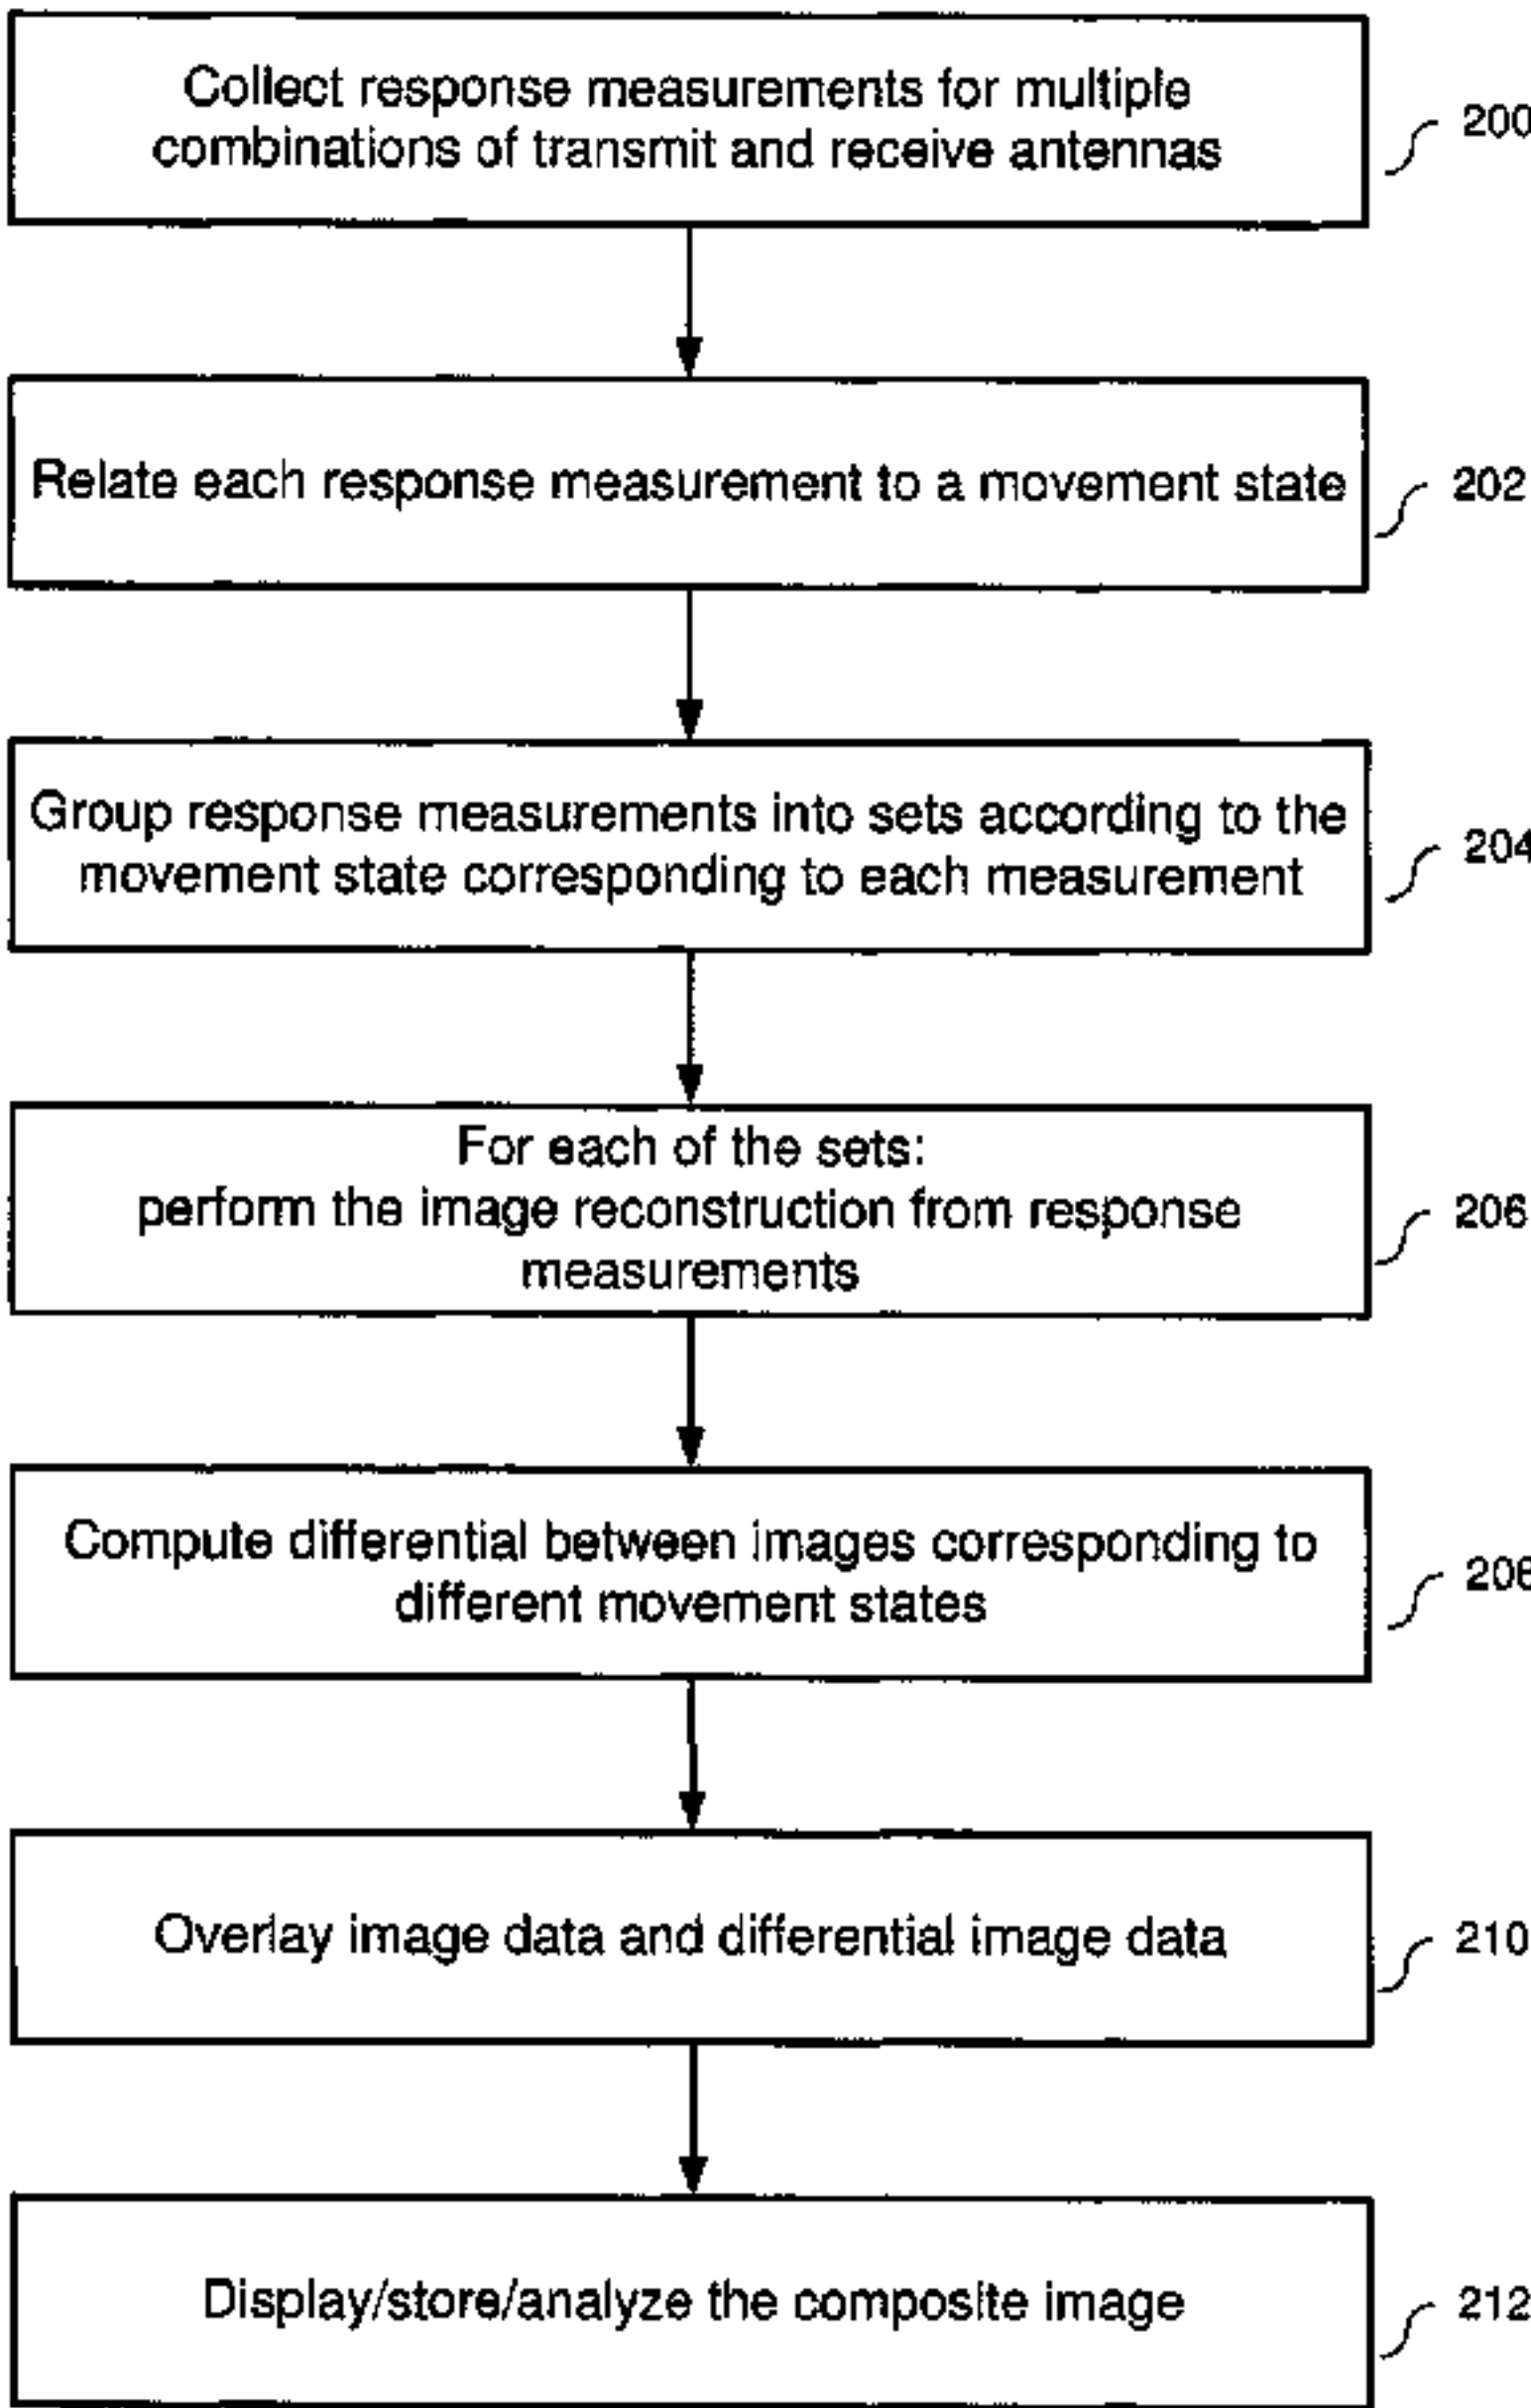 Collect response measurements for multiple
combinations of transmit and receive antennas
200
Relate each response measurement to a movement state
202
Group response measurements into sets according to the
movement state corresponding to each measurement
204
For each of the sets:
perform the image reconstruction from response
measurements
206
Compute differential between images corresponding to
different movement states
Overlay image data and differential image data
210
Display/store/analyze the composite image
212